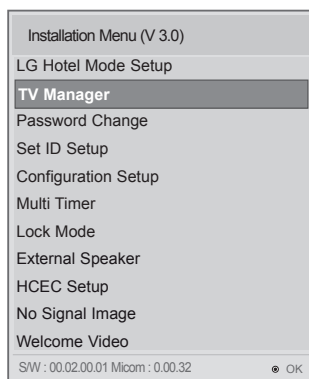 Installation Menu (V 3.0)
LG Hotel Mode Setup
TV Manager
Password Change
Set ID Setup
Configuration Setup
Multi Timer
Lock Mode
External Speaker
HCEC Setup
No Signal Image
Welcome Video
S/W : 00.02.00.01 Micom : 0.00.32 ◉ OK